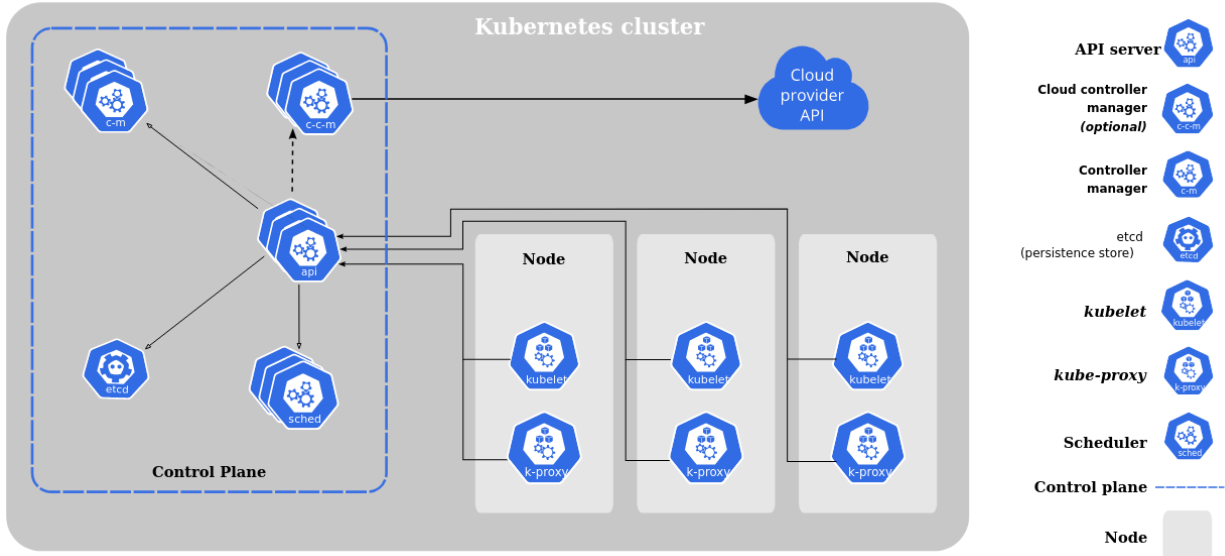 Kubernetes cluster
c-m
c-c-m
Cloud
provider
API
api
etcd
sched
Control Plane
Node
kubelet
k-proxy
Node
kubelet
k-proxy
Node
kubelet
k-proxy
API server
api
Cloud controller
manager
(optional)
c-c-m
Controller
manager
c-m
etcd
(persistence store)
etcd
kubelet
kubelet
kube-proxy
k-proxy
Scheduler
sched
Control plane
Node